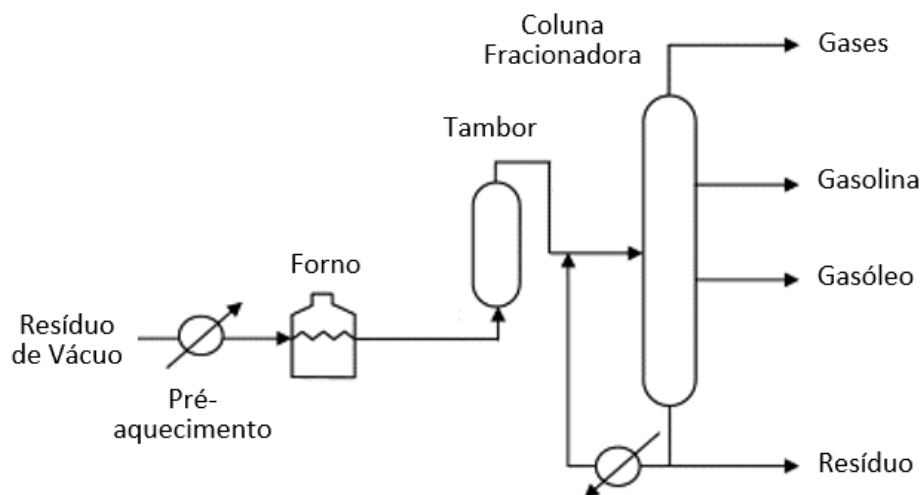 Coluna
Fracionadora
Gases
Tambor
Gasolina
Forno
Gasóleo
Resíduo
de Vácuo
Pré-
aquecimento
Resíduo